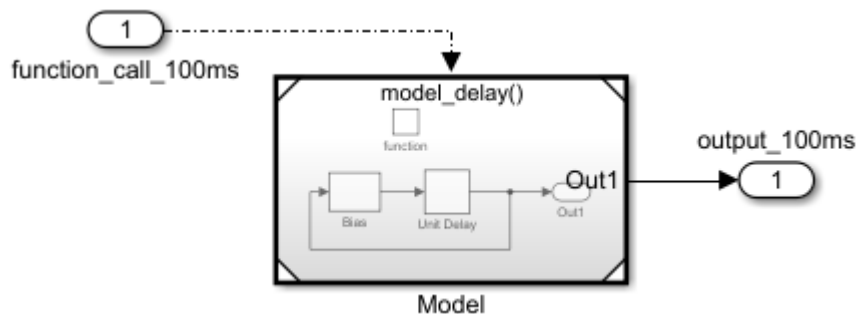 1
function_call_100ms
model_delay()
function
Bias
Unit Delay
Out1
Out1
output_100ms
1
Model